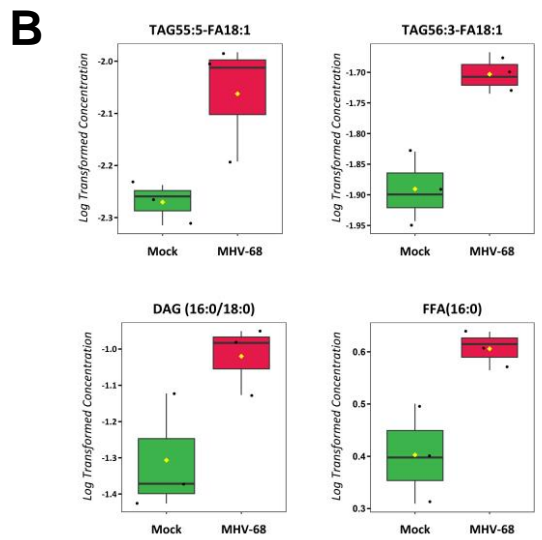 B
TAG55:5-FA18:1
TAG56:3-FA18:1
Log Transformed Concentration
-2.0
-2.1
-2.2
-2.3
Mock MHV-68
Log Transformed Concentration
-1.70
-1.75
-1.80
-1.85
-1.90
-1.95
Mock MHV-68
DAG (16:0/18:0)
FFA(16:0)
Log Transformed Concentration
-1.0
-1.1
-1.2
-1.3
-1.4
Mock MHV-68
Log Transformed Concentration
0.6
0.5
0.4
0.3
Mock MHV-68